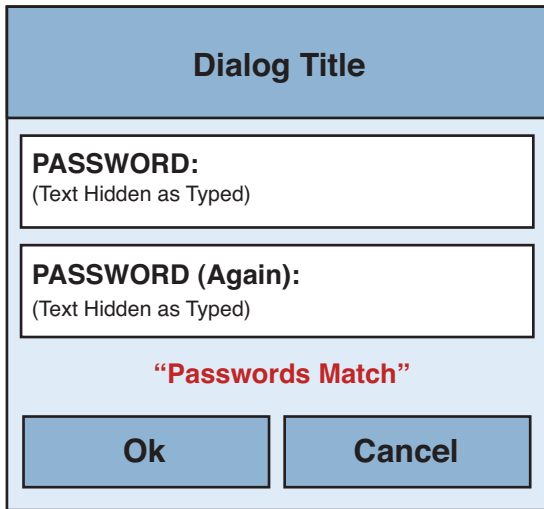 Dialog Title
PASSWORD:
(Text Hidden as Typed)
PASSWORD (Again):
(Text Hidden as Typed)
“Passwords Match”
Ok
Cancel